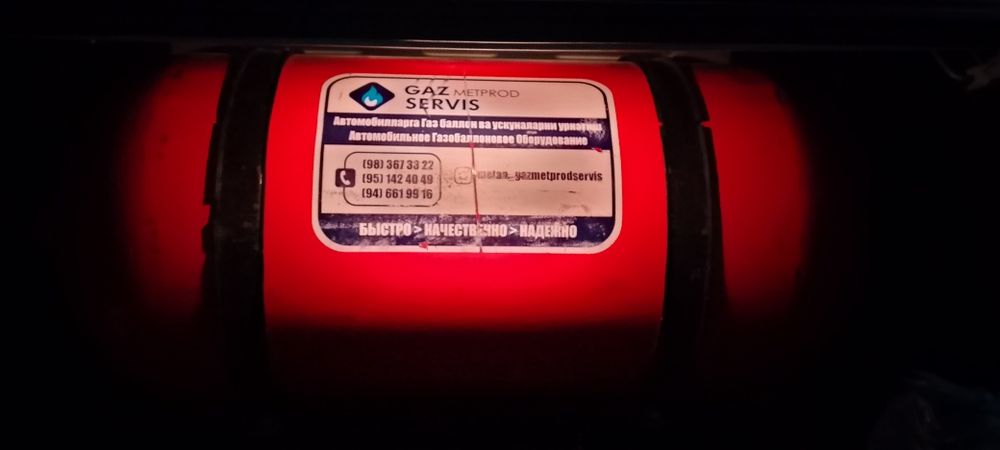 GAZ METPROD
SERVIS
Автомобилларга Газ баллон ва ускуналарни урнатиш
Автомобильное Газобаллоновое Оборудование
(98) 367 33 22
(95) 142 40 49
(94) 661 99 16
metan_gazmetprodservis
БЫСТРО > КАЧЕСТВЕННО > НАДЕЖНО